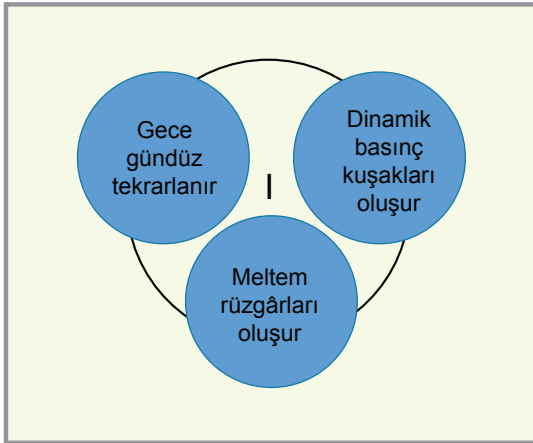 Gece
gündüz
tekrarlanır
Dinamik
basınç
kuşakları
oluşur
I
Meltem
rüzgârları
oluşur